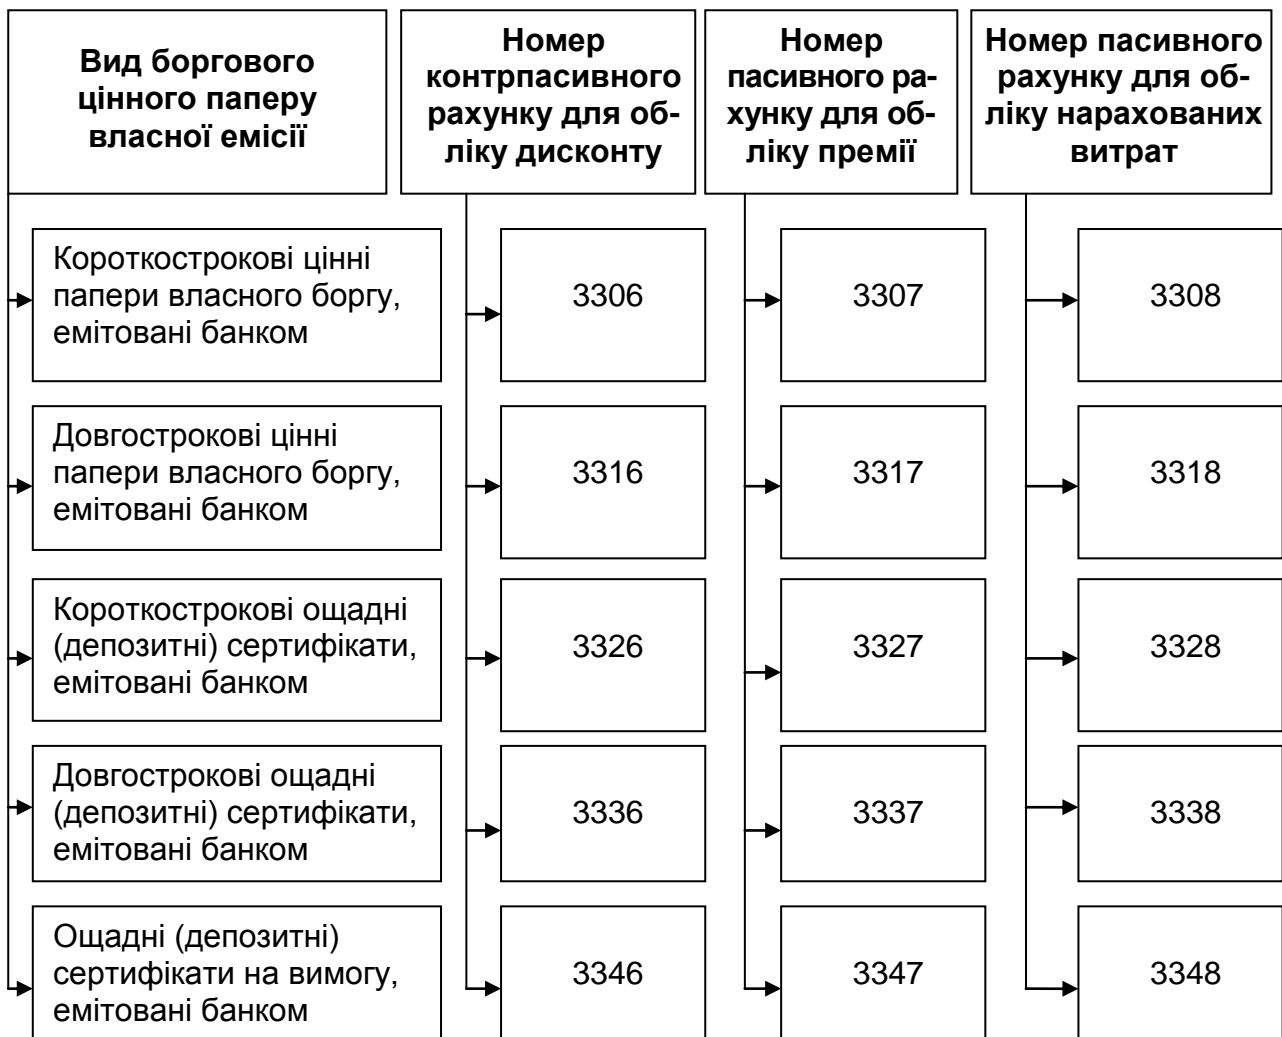 Вид боргового
цінного паперу
власної емісії
Номер
контрпасивного
рахунку для об-
ліку дисконту
Номер
пасивного ра-
хунку для об-
ліку премії
Номер пасивного
рахунку для об-
ліку нарахованих
витрат
Короткострокові цінні
папери власного боргу,
емітовані банком
3306
3307
3308
Довгострокові цінні
папери власного боргу,
емітовані банком
3316
3317
3318
Короткострокові ощадні
(депозитні) сертифікати,
емітовані банком
3326
3327
3328
Довгострокові ощадні
(депозитні) сертифікати,
емітовані банком
3336
3337
3338
Ощадні (депозитні)
сертифікати на вимогу,
емітовані банком
3346
3347
3348